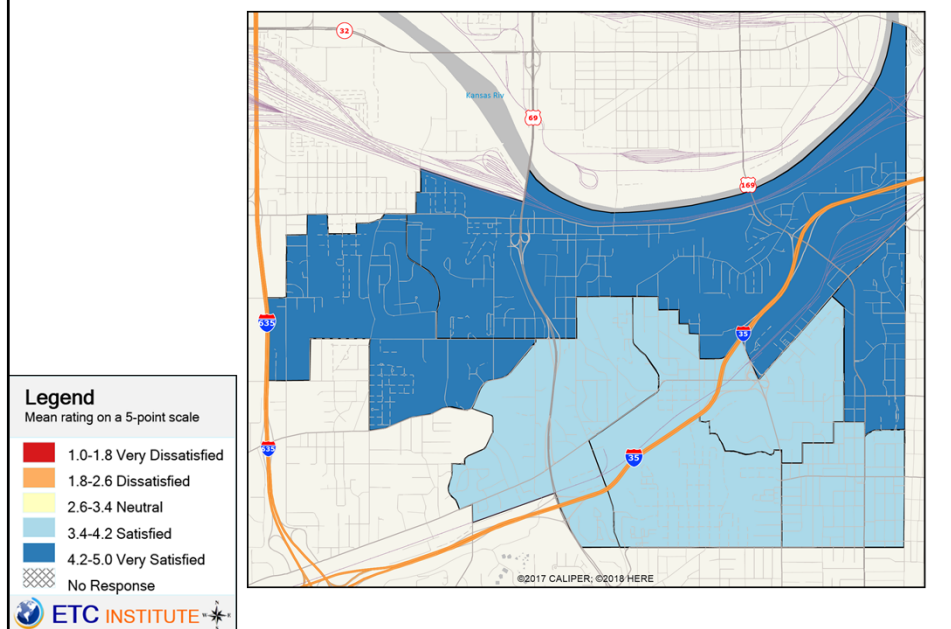 32
Kansas Riv
69
169
635
35
635
35
Legend
Mean rating on a 5-point scale
1.0-1.8 Very Dissatisfied
1.8-2.6 Dissatisfied
2.6-3.4 Neutral
3.4-4.2 Satisfied
4.2-5.0 Very Satisfied
No Response
©2017 CALIPER; ©2018 HERE
ETC INSTITUTE